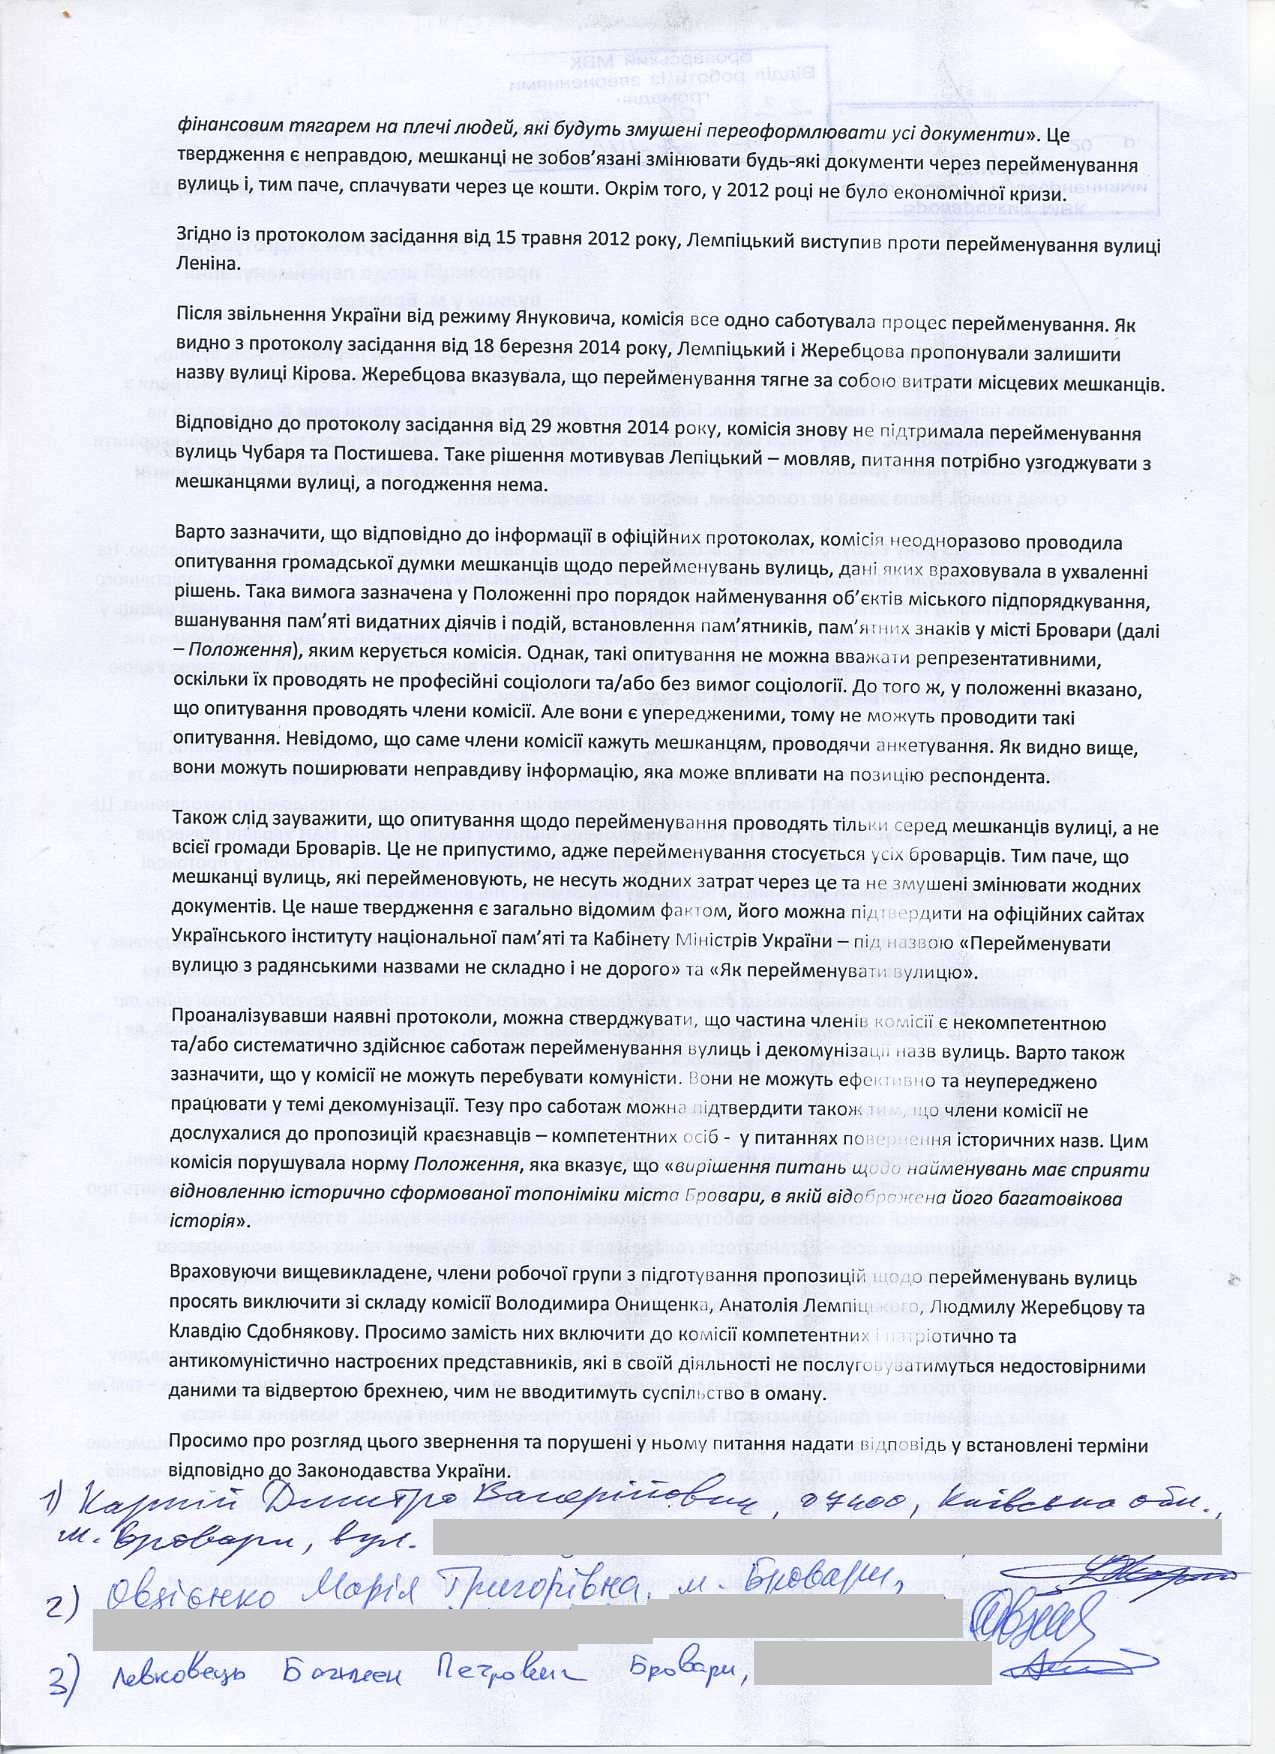 фінансовим тягарем на плечі людей, які будуть змушені переоформлювати усі документи». Це
твердження є неправдою, мешканці не зобов’язані змінювати будь-які документи через перейменування
вулиць і, тим паче, сплачувати через це кошти. Окрім того, у 2012 році не було економічної кризи.
Згідно із протоколом засідання від 15 травня 2012 року, Лемпіцький виступив проти перейменування вулиці
Леніна.
Після звільнення України від режиму Януковича, комісія все одно саботувала процес перейменування. Як
видно з протоколу засідання від 18 березня 2014 року, Лемпіцький і Жеребцова пропонували залишити
назву вулиці Кірова. Жеребцова вказувала, що перейменування тягне за собою витрати місцевих мешканців.
Відповідно до протоколу засідання від 29 жовтня 2014 року, комісія знову не підтримала перейменування
вулиць Чубаря та Постишева. Таке рішення мотивував Лепіцький – мовляв, питання потрібно узгоджувати з
мешканцями вулиці, а погодження нема.
Варто зазначити, що відповідно до інформації в офіційних протоколах, комісія неодноразово проводила
опитування громадської думки мешканців щодо перейменувань вулиць, дані яких враховувала в ухваленні
рішень. Така вимога зазначена у Положенні про порядок найменування об’єктів міського підпорядкування,
вшанування пам’яті видатних діячів і подій, встановлення пам’ятників, пам’ятних знаків у місті Бровари (далі
– Положення), яким керується комісія. Однак, такі опитування не можна вважати репрезентативними,
оскільки їх проводять не професійні соціологи та/або без вимог соціології. До того ж, у положенні вказано,
що опитування проводять члени комісії. Але вони є упередженими, тому не можуть проводити такі
опитування. Невідомо, що саме члени комісії кажуть мешканцям, проводячи анкетування. Як видно вище,
вони можуть поширювати неправдиву інформацію, яка може впливати на позицію респондента.
Також слід зауважити, що опитування щодо перейменування проводять тільки серед мешканців вулиці, а не
всієї громади Броварів. Це не припустимо, адже перейменування стосується усіх броварців. Тим паче, що
мешканці вулиць, які перейменовують, не несуть жодних затрат через це та не змушені змінювати жодних
документів. Це наше твердження є загально відомим фактом, його можна підтвердити на офіційних сайтах
Українського інституту національної пам’яті та Кабінету Міністрів України – під назвою «Перейменувати
вулицю з радянськими назвами не складно і не дорого» та «Як перейменувати вулицю».
Проаналізувавши наявні протоколи, можна стверджувати, що частина членів комісії є некомпетентною
та/або систематично здійснює саботаж перейменування вулиць і декомунізації назв вулиць. Варто також
зазначити, що у комісії не можуть перебувати комуністи. Вони не можуть ефективно та неупереджено
працювати у темі декомунізації. Тезу про саботаж можна підтвердити також тим, що члени комісії не
дослухалися до пропозицій краєзнавців – компетентних осіб - у питаннях повернення історичних назв. Цим
комісія порушувала норму Положення, яка вказує, що «вирішення питань щодо найменувань має сприяти
відновленню історично сформованої топоніміки міста Бровари, в якій відображена його багатовікова
історія».
Враховуючи вищевикладене, члени робочої групи з підготування пропозицій щодо перейменувань вулиць
просять виключити зі складу комісії Володимира Онищенка, Анатолія Лемпіцького, Людмилу Жеребцову та
Клавдію Сдобнякову. Просимо замість них включити до комісії компетентних і патріотично та
антикомуністично настроєних представників, які в своїй діяльності не послуговуватимуться недостовірними
даними та відвертою брехнею, чим не вводитимуть суспільство в оману.
Просимо про розгляд цього звернення та порушені у ньому питання надати відповідь у встановлені терміни
відповідно до Законодавства України.
1) Карпій Дмитро Валерійович, 07400, Київська обл.,
м. Бровари, вул.
2) Овдієнко Марія Григорівна, м. Бровари,
3) Левковець Богдан Петрович Бровари,